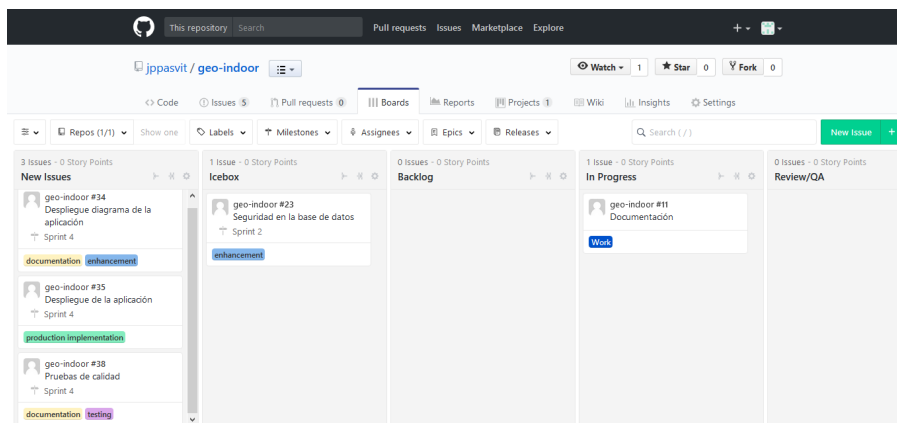 This repository Search Pull requests Issues Marketplace Explore
jppasvit / geo-indoor Watch 1 Star 0 Fork 0
Code Issues 5 Pull requests 0 Boards Reports Projects 1 Wiki Insights Settings
Repos (1/1) Show one Labels Milestones Assignees Epics Releases Search ( / ) New Issue +
3 Issues - 0 Story Points
New Issues
geo-indoor #34
Despliegue diagrama de la
aplicación
Sprint 4
documentation enhancement
geo-indoor #35
Despliegue de la aplicación
Sprint 4
production implementation
geo-indoor #38
Pruebas de calidad
Sprint 4
documentation testing
1 Issue - 0 Story Points
Icebox
geo-indoor #23
Seguridad en la base de datos
Sprint 2
enhancement
0 Issues - 0 Story Points
Backlog
1 Issue - 0 Story Points
In Progress
geo-indoor #11
Documentación
Work
0 Issues - 0 Story Points
Review/QA